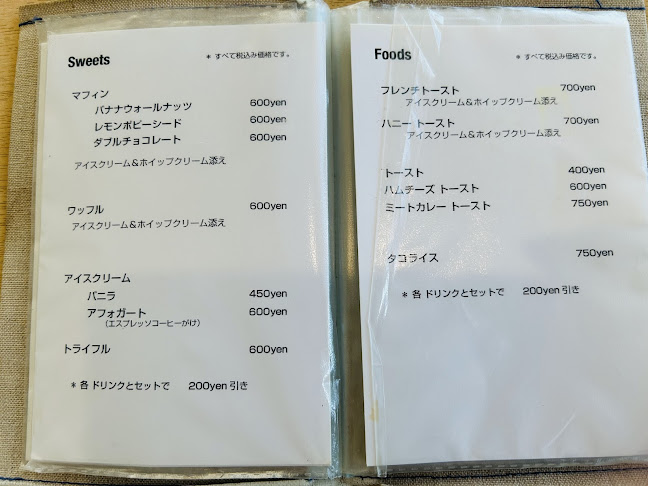 Sweets
* すべて税込み価格です。
マフィン
バナナウォールナッツ 600yen
レモンポピーシード 600yen
ダブルチョコレート 600yen
アイスクリーム＆ホイップクリーム添え
ワッフル 600yen
アイスクリーム＆ホイップクリーム添え
アイスクリーム
バニラ 450yen
アフォガート 600yen
(エスプレッソコーヒーがけ)
トライフル 600yen
* 各 ドリンクとセットで 200yen 引き
Foods
* すべて税込み価格です。
フレンチトースト 700yen
アイスクリーム＆ホイップクリーム添え
ハニー トースト 700yen
アイスクリーム＆ホイップクリーム添え
トースト 400yen
ハムチーズ トースト 600yen
ミートカレー トースト 750yen
タコライス 750yen
* 各 ドリンクとセットで 200yen 引き